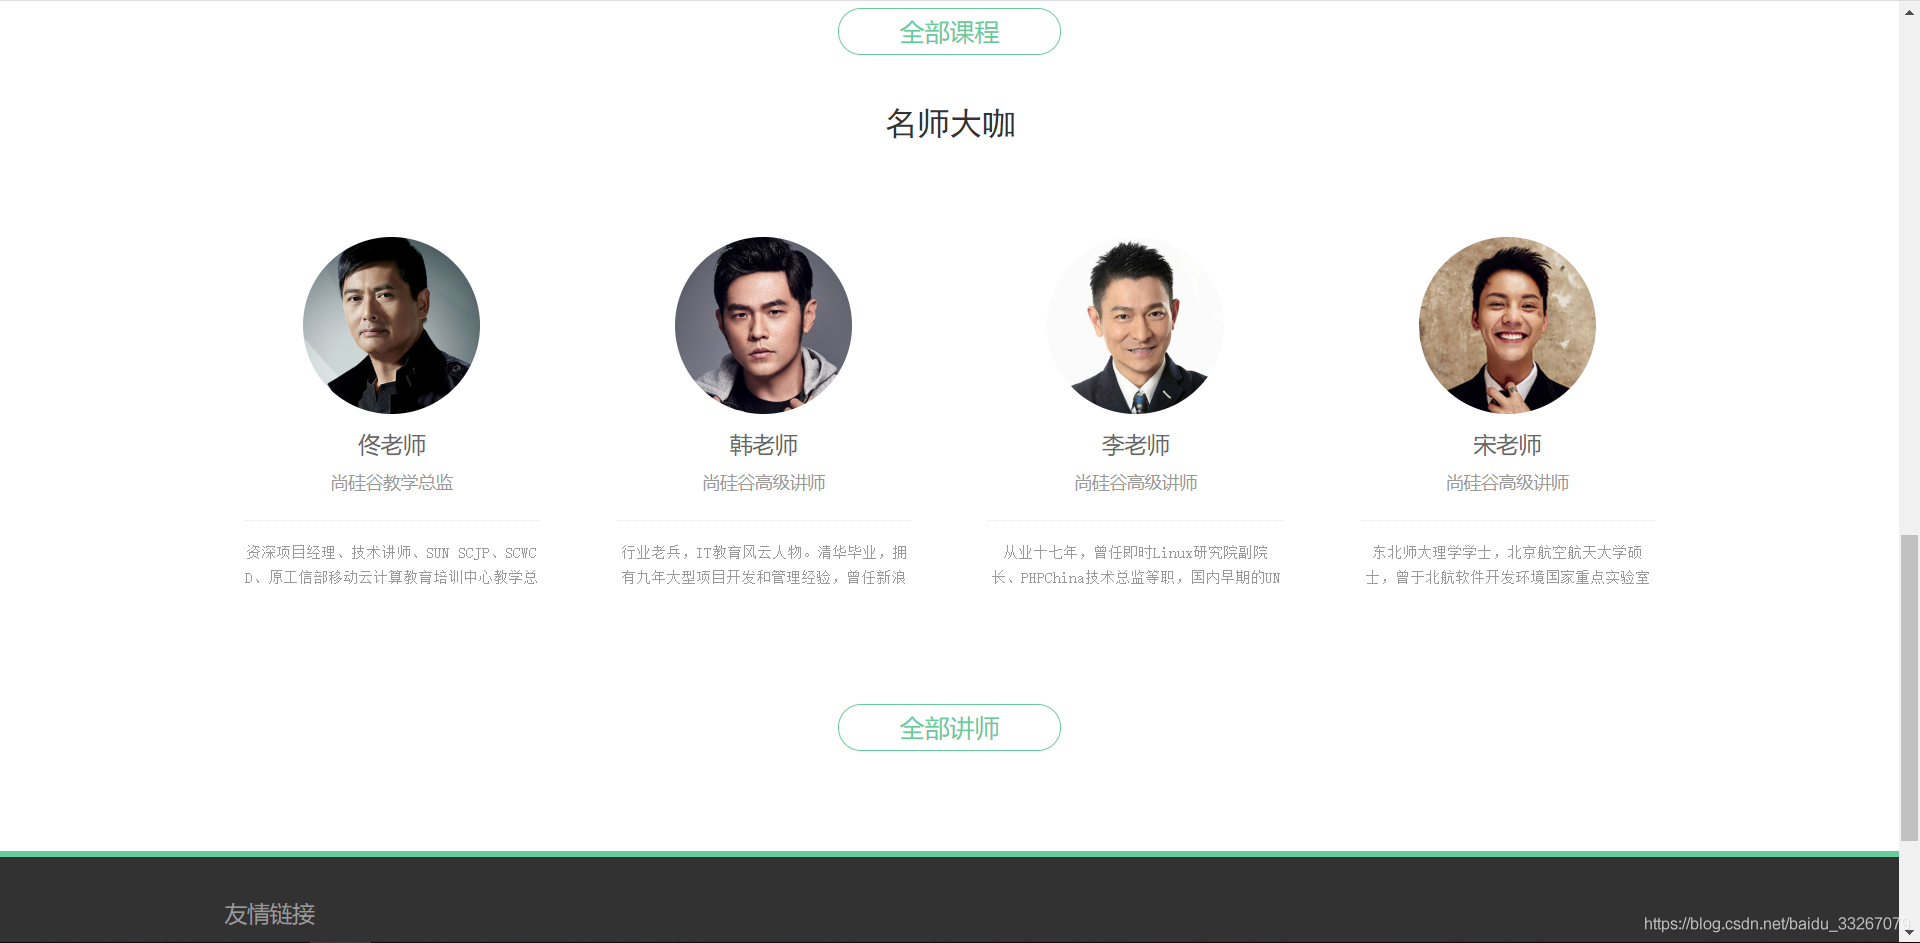 全部课程
名师大咖
佟老师
尚硅谷教学总监
资深项目经理、技术讲师、SUN SCJP、SCWC
D、原工信部移动云计算教育培训中心教学总
韩老师
尚硅谷高级讲师
行业老兵，IT教育风云人物。清华毕业，拥
有九年大型项目开发和管理经验，曾任新浪
李老师
尚硅谷高级讲师
从业十七年，曾任即时Linux研究院副院
长、PHPChina技术总监等职，国内早期的UN
宋老师
尚硅谷高级讲师
东北师大理学学士，北京航空航天大学硕
士，曾于北航软件开发环境国家重点实验室
全部讲师
友情链接
https://blog.csdn.net/baidu_33267079